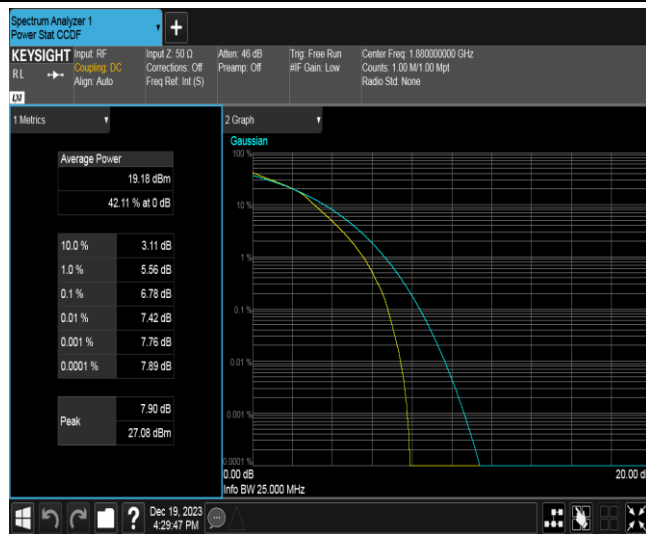 Spectrum Analyzer 1
Power Stat CCDF
+
KEYSIGHT
RL
LXI
Input: RF
Coupling: DC
Align: Auto
Input Z: 50 Ω
Corrections: Off
Freq Ref: Int (S)
Atten: 46 dB
Preamp: Off
Trig: Free Run
#IF Gain: Low
Center Freq: 1.880000000 GHz
Counts: 1.00 M/1.00 Mpt
Radio Std: None
1 Metrics
Average Power
19.18 dBm
42.11 % at 0 dB
10.0 % 3.11 dB
1.0 % 5.56 dB
0.1 % 6.78 dB
0.01 % 7.42 dB
0.001 % 7.76 dB
0.0001 % 7.89 dB
Peak
7.90 dB
27.08 dBm
2 Graph
Gaussian
100 %
10 %
1 %
0.1 %
0.01 %
0.001 %
0.0001 %
0.00 dB
20.00 d
Info BW 25.000 MHz
?
Dec 19, 2023
4:29:47 PM